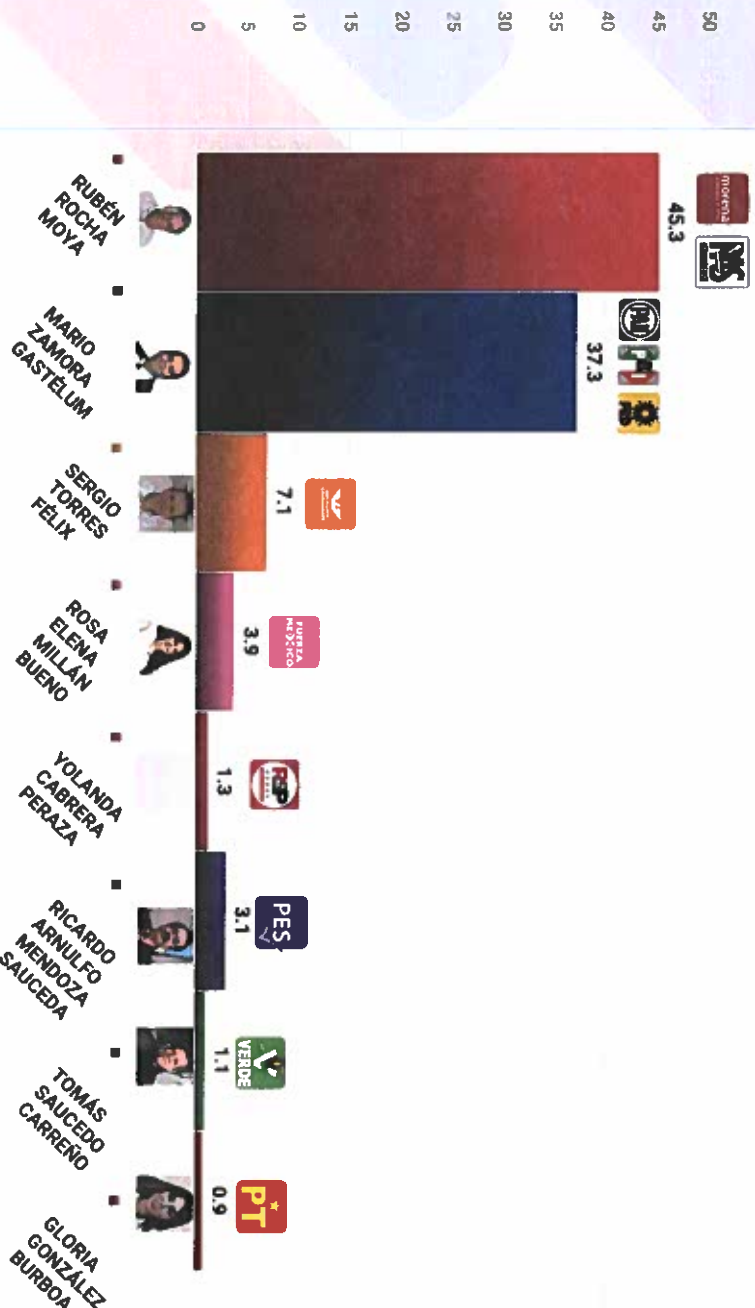 50
45
40
35
30
25
20
15
10
5
0
morena
45.3
PAN
PRI
37.3
7.1
FUERZA
MEXICO
3.9
RSP
1.3
PES
3.1
VERDE
1.1
PT
0.9
RUBÉN
ROCHA
MOYA
MARIO
ZAMORA
GASTÉLUM
SERGIO
TORRES
FÉLIX
ROSA
ELENA
MILLÁN
BUENO
YOLANDA
CABRERA
PERAZA
RICARDO
ARNULFO
MENDOZA
SAUCEDA
TOMÁS
SAUCEDO
CARREÑO
GLORIA
GONZÁLEZ
BURBOA